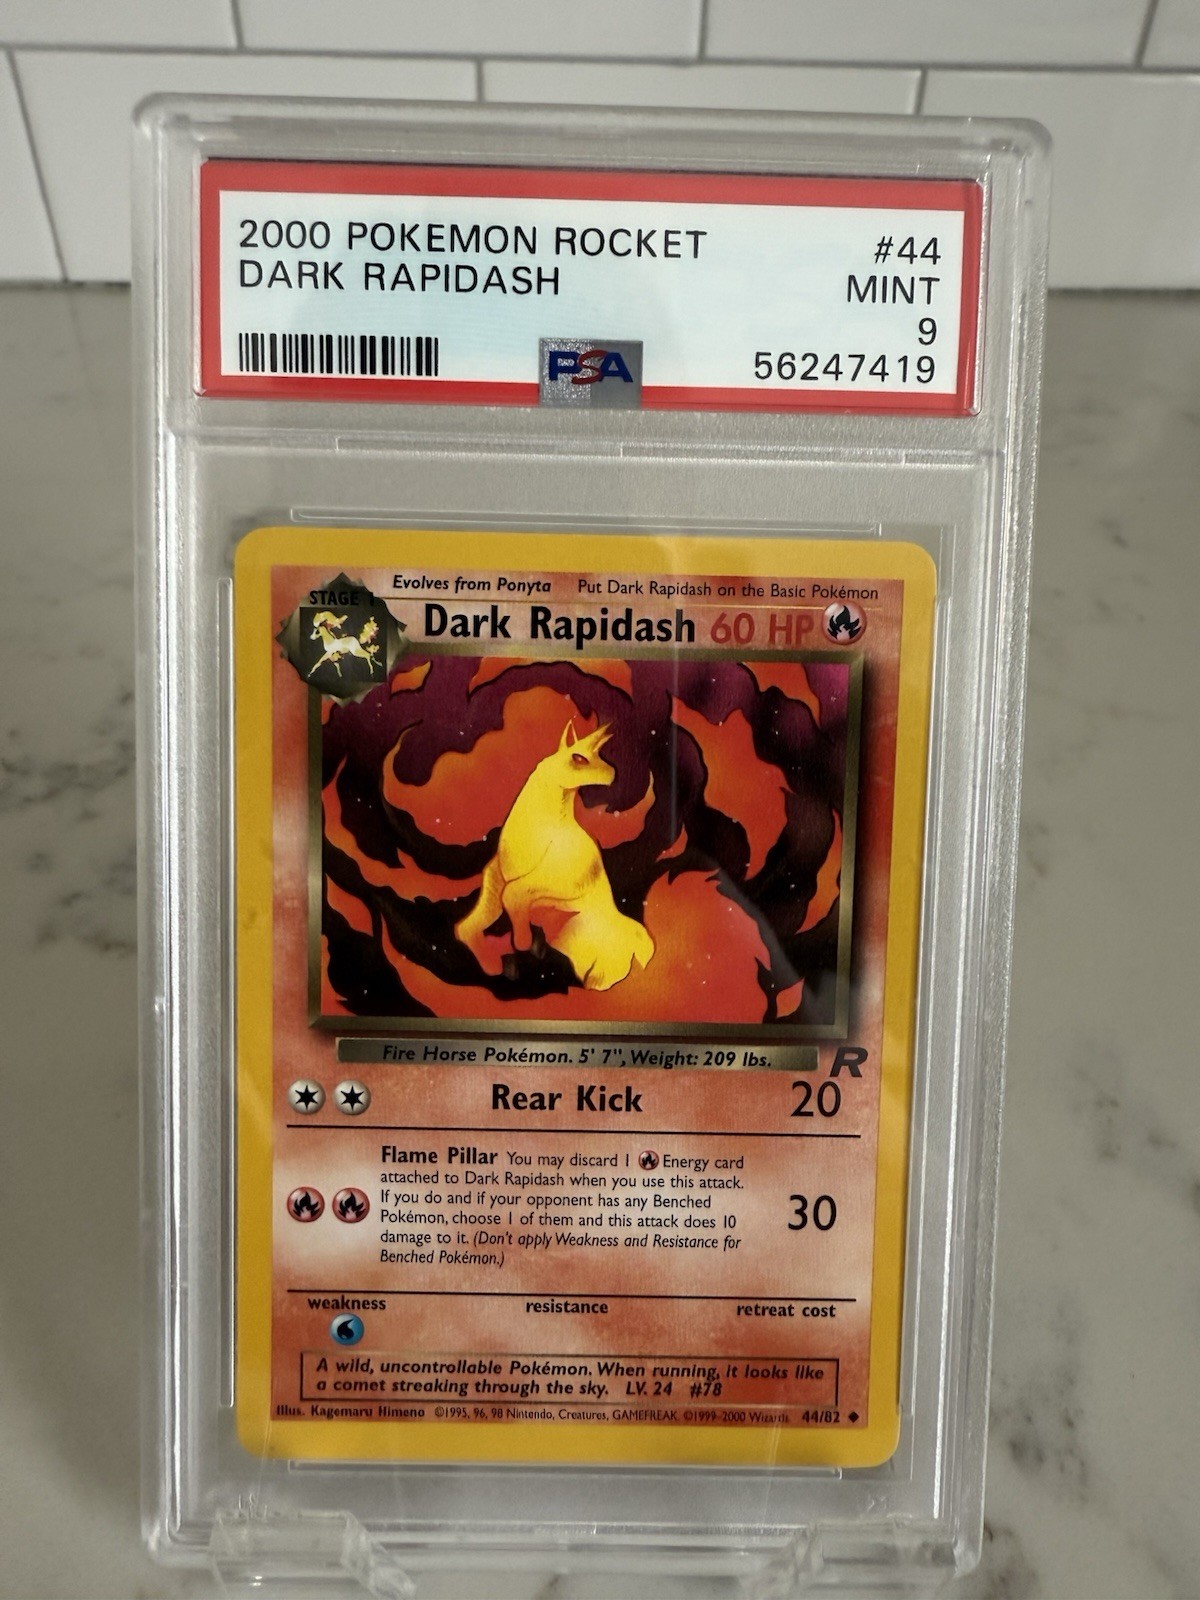 2000 POKEMON ROCKET #44
DARK RAPIDASH MINT
9
PSA 56247419
Evolves from Ponyta Put Dark Rapidash on the Basic Pokémon
STAGE 1
Dark Rapidash 60 HP
Fire Horse Pokémon. 5' 7", Weight: 209 lbs.
R
Rear Kick 20
Flame Pillar You may discard 1 Energy card
attached to Dark Rapidash when you use this attack.
If you do and if your opponent has any Benched
Pokémon, choose 1 of them and this attack does 10
damage to it. (Don't apply Weakness and Resistance for
Benched Pokémon.)
30
weakness resistance retreat cost
A wild, uncontrollable Pokémon. When running, it looks like
a comet streaking through the sky. LV. 24 #78
Illus. Kagemaru Himeno ©1995, 96, 98 Nintendo, Creatures, GAMEFREAK. ©1999-2000 Wizards. 44/82